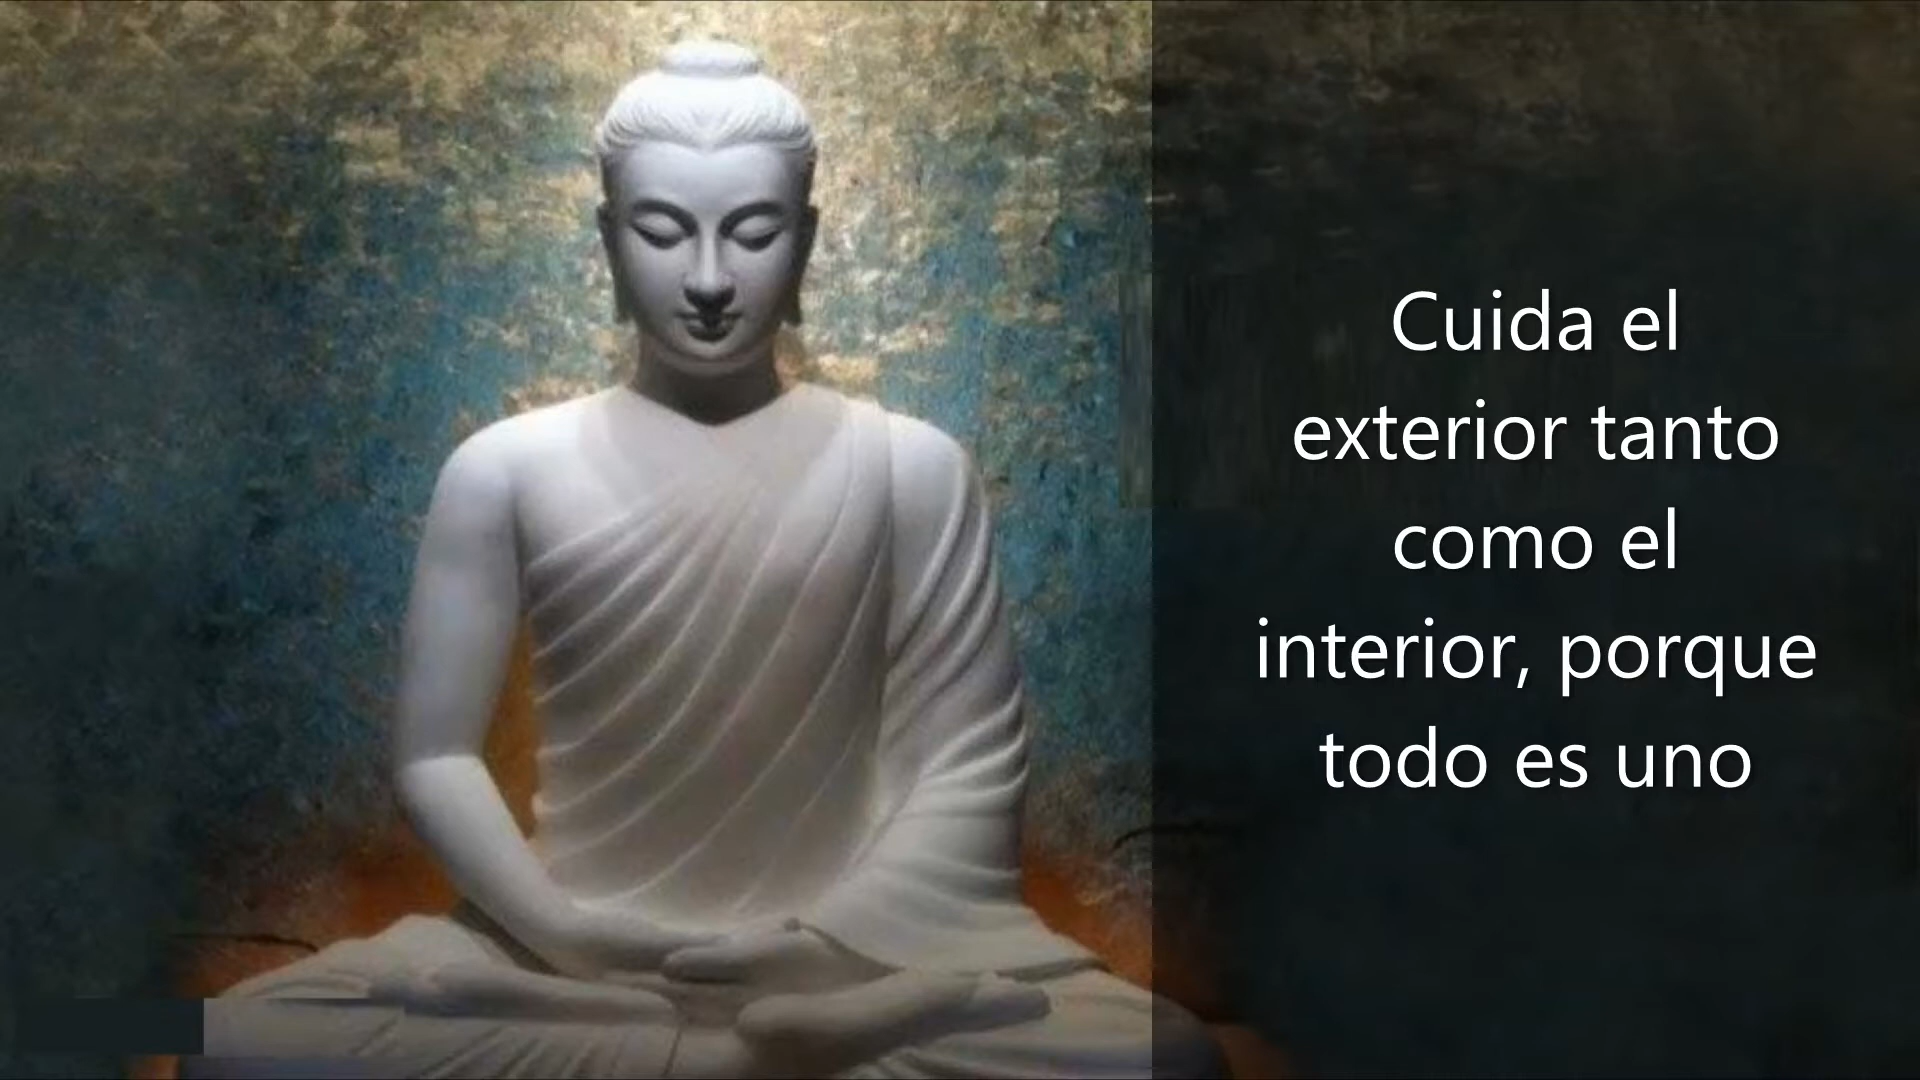 Cuida el
exterior tanto
como el
interior, porque
todo es uno